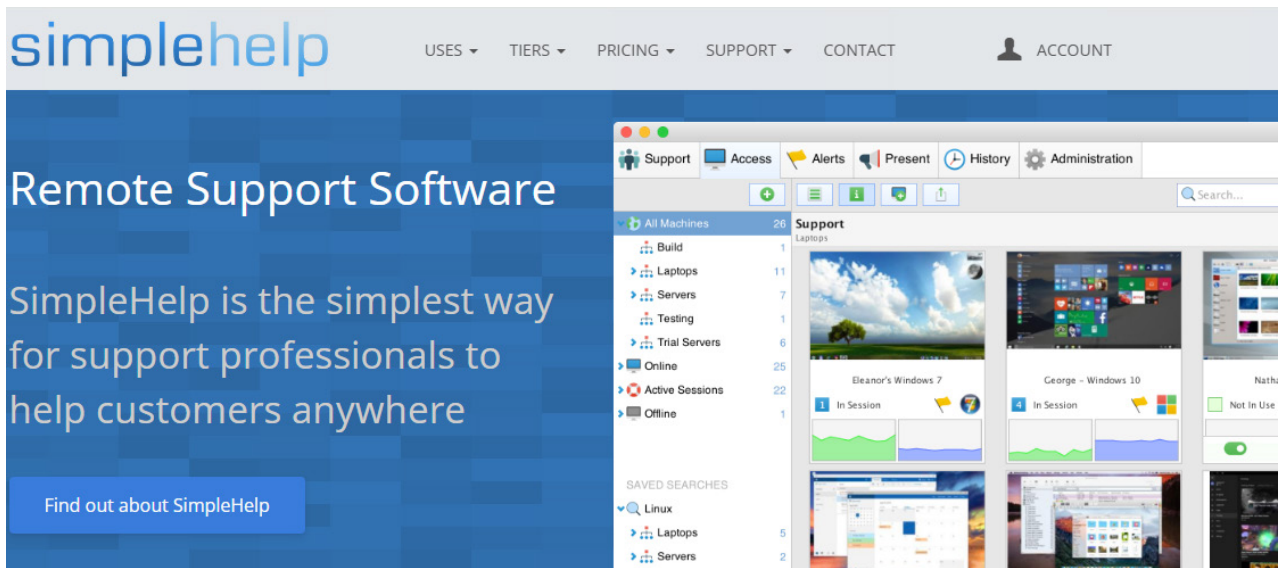 simplehelp
USES TIERS PRICING SUPPORT CONTACT ACCOUNT
Remote Support Software
SimpleHelp is the simplest way
for support professionals to
help customers anywhere
Find out about SimpleHelp
Support Access Alerts Present History Administration
Search...
All Machines 26
Build 1
Laptops 11
Servers 7
Testing 1
Trial Servers 6
Online 25
Active Sessions 22
Offline 1
SAVED SEARCHES
Linux
Laptops 5
Servers 2
Support
Laptops
Eleanor's Windows 7
1 In Session
George - Windows 10
4 In Session
Not In Use